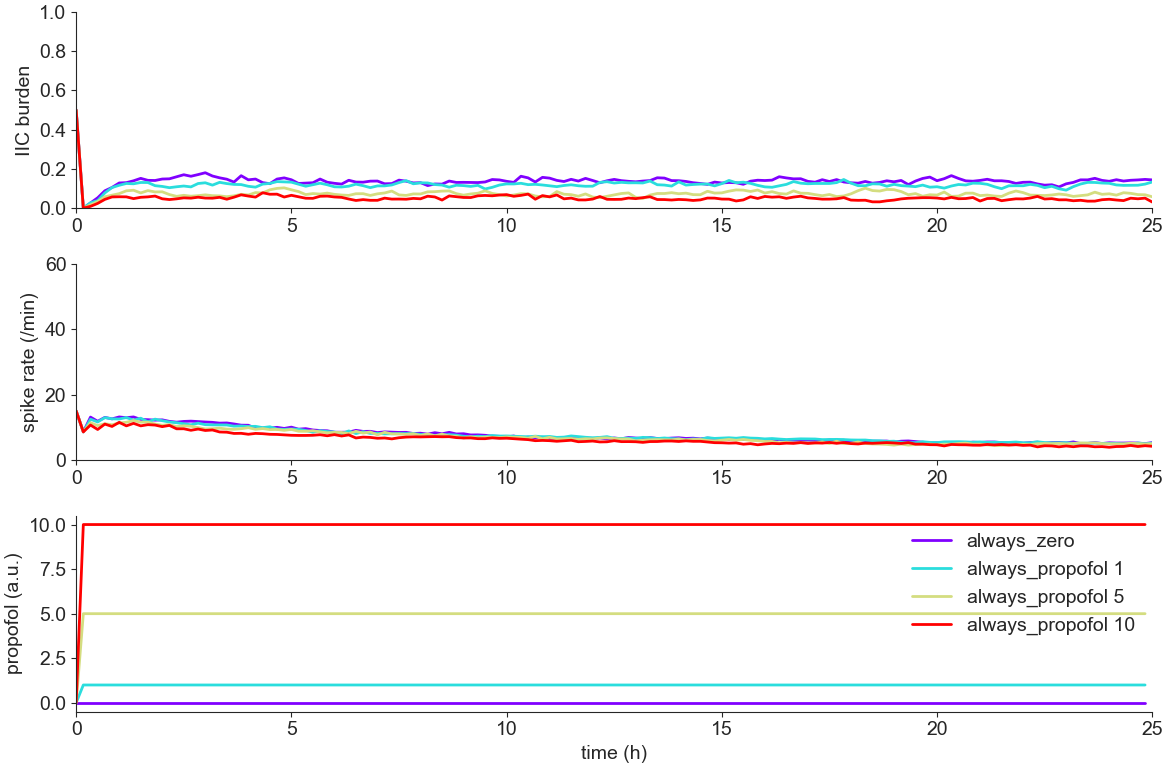 IIC burden
1.0
0.8
0.6
0.4
0.2
0.0
0 5 10 15 20 25
spike rate (/min)
60
40
20
0
0 5 10 15 20 25
propofol (a.u.)
10.0
7.5
5.0
2.5
0.0
always_zero
always_propofol 1
always_propofol 5
always_propofol 10
0 5 10 15 20 25
time (h)